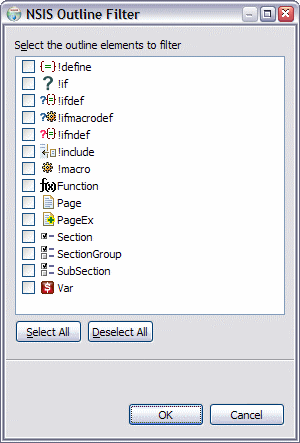 NSIS Outline Filter
Select the outline elements to filter
{=} !define
? !if
!ifdef
!ifmacrodef
!ifndef
!include
!macro
f(x) Function
Page
PageEx
Section
SectionGroup
SubSection
$ Var
Select All Deselect All
OK Cancel